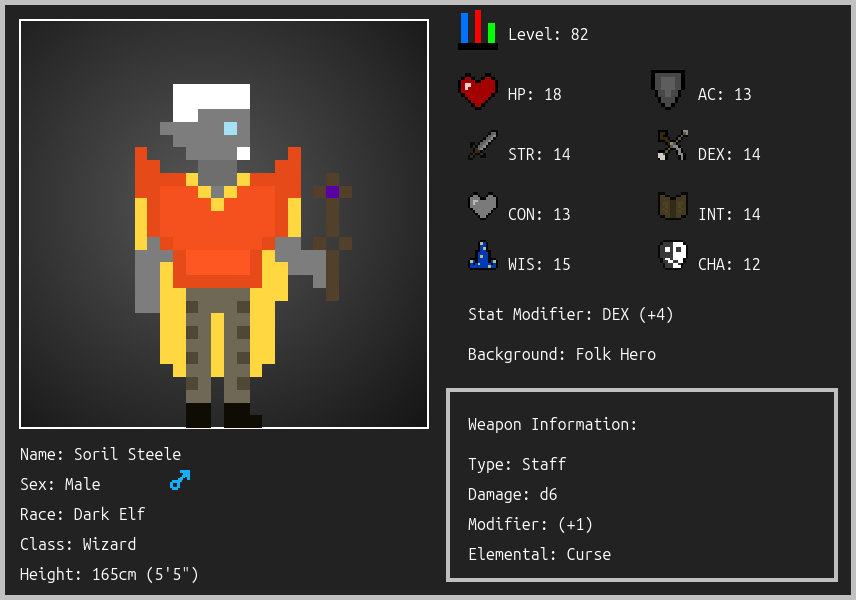 Level: 82
HP: 18
AC: 13
STR: 14
DEX: 14
CON: 13
INT: 14
WIS: 15
CHA: 12
Stat Modifier: DEX (+4)
Background: Folk Hero
Weapon Information:
Type: Staff
Damage: d6
Modifier: (+1)
Elemental: Curse
Name: Soril Steele
Sex: Male
Race: Dark Elf
Class: Wizard
Height: 165cm (5'5")